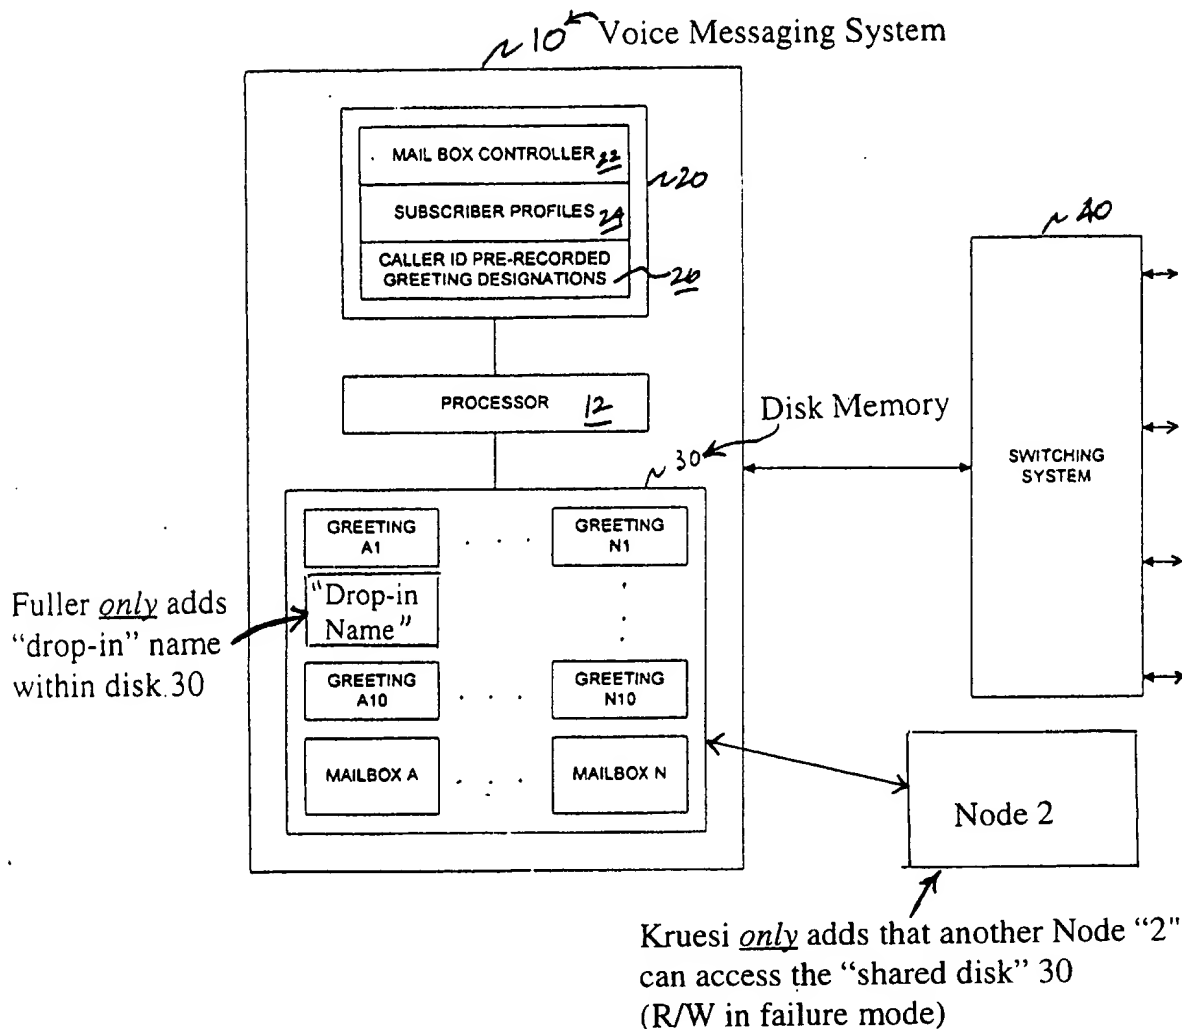 10 Voice Messaging System
MAIL BOX CONTROLLER 22
20
SUBSCRIBER PROFILES 24
CALLER ID PRE-RECORDED
GREETING DESIGNATIONS
26
40
PROCESSOR 12
Disk Memory
30
SWITCHING
SYSTEM
GREETING
A1
. . .
GREETING
N1
Fuller only adds
"drop-in" name
within disk.30
"Drop-in
Name"
GREETING
A10
. . .
GREETING
N10
MAILBOX A
. . .
MAILBOX N
Node 2
Kruesi only adds that another Node "2"
can access the "shared disk" 30
(R/W in failure mode)